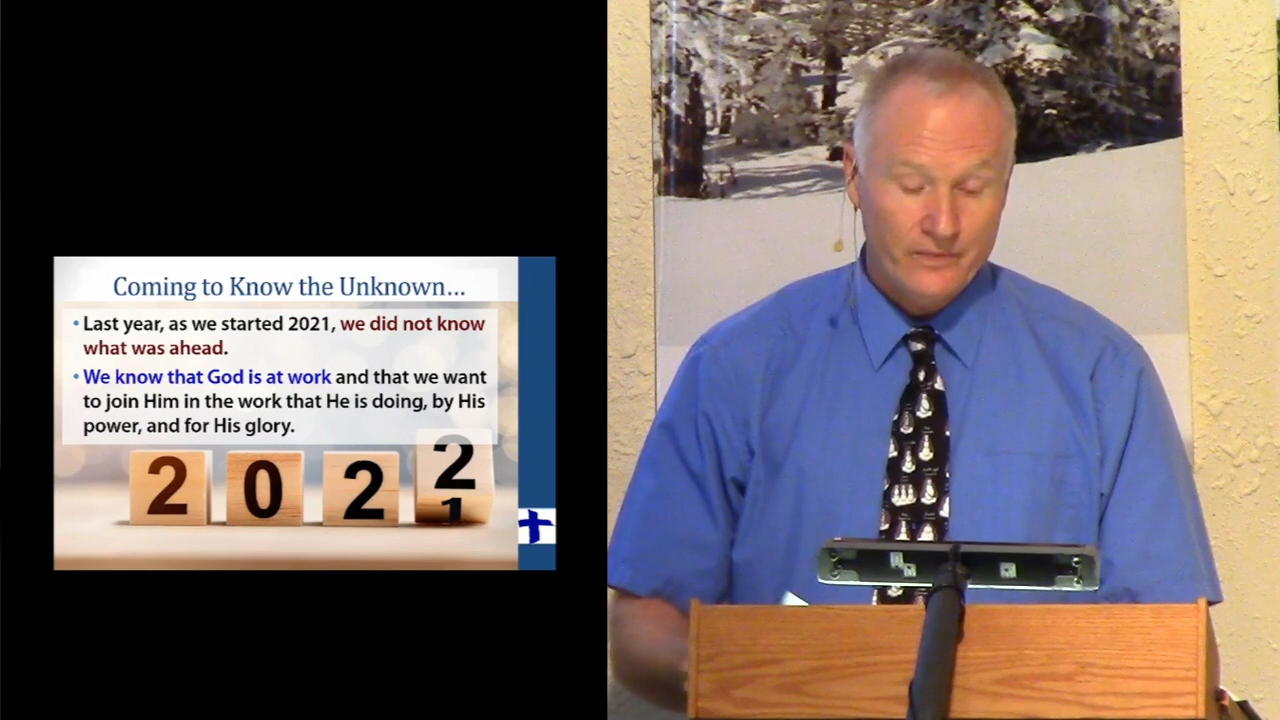 Coming to Know the Unknown…
• Last year, as we started 2021, we did not know
what was ahead.
• We know that God is at work and that we want
to join Him in the work that He is doing, by His
power, and for His glory.
2 0 2 2
1